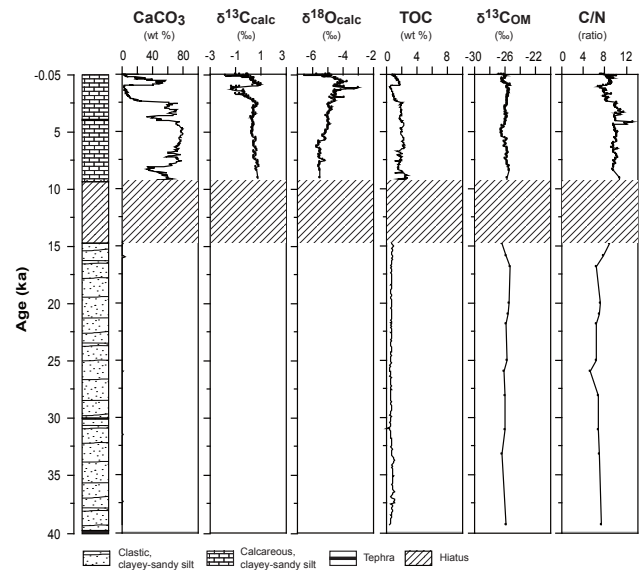 CaCO3 δ13Ccalc δ18Ocalc TOC δ13COM C/N
(wt %) (‰) (‰) (wt %) (‰) (ratio)
0 40 80 -3 -1 1 3 -6 -4 -2 0 4 8 -30 -26 -22 0 4 8 12
-0.05
5
10
15
20
25
30
35
40
Age (ka)
Clastic, clayey-sandy silt
Calcareous, clayey-sandy silt
Tephra
Hiatus